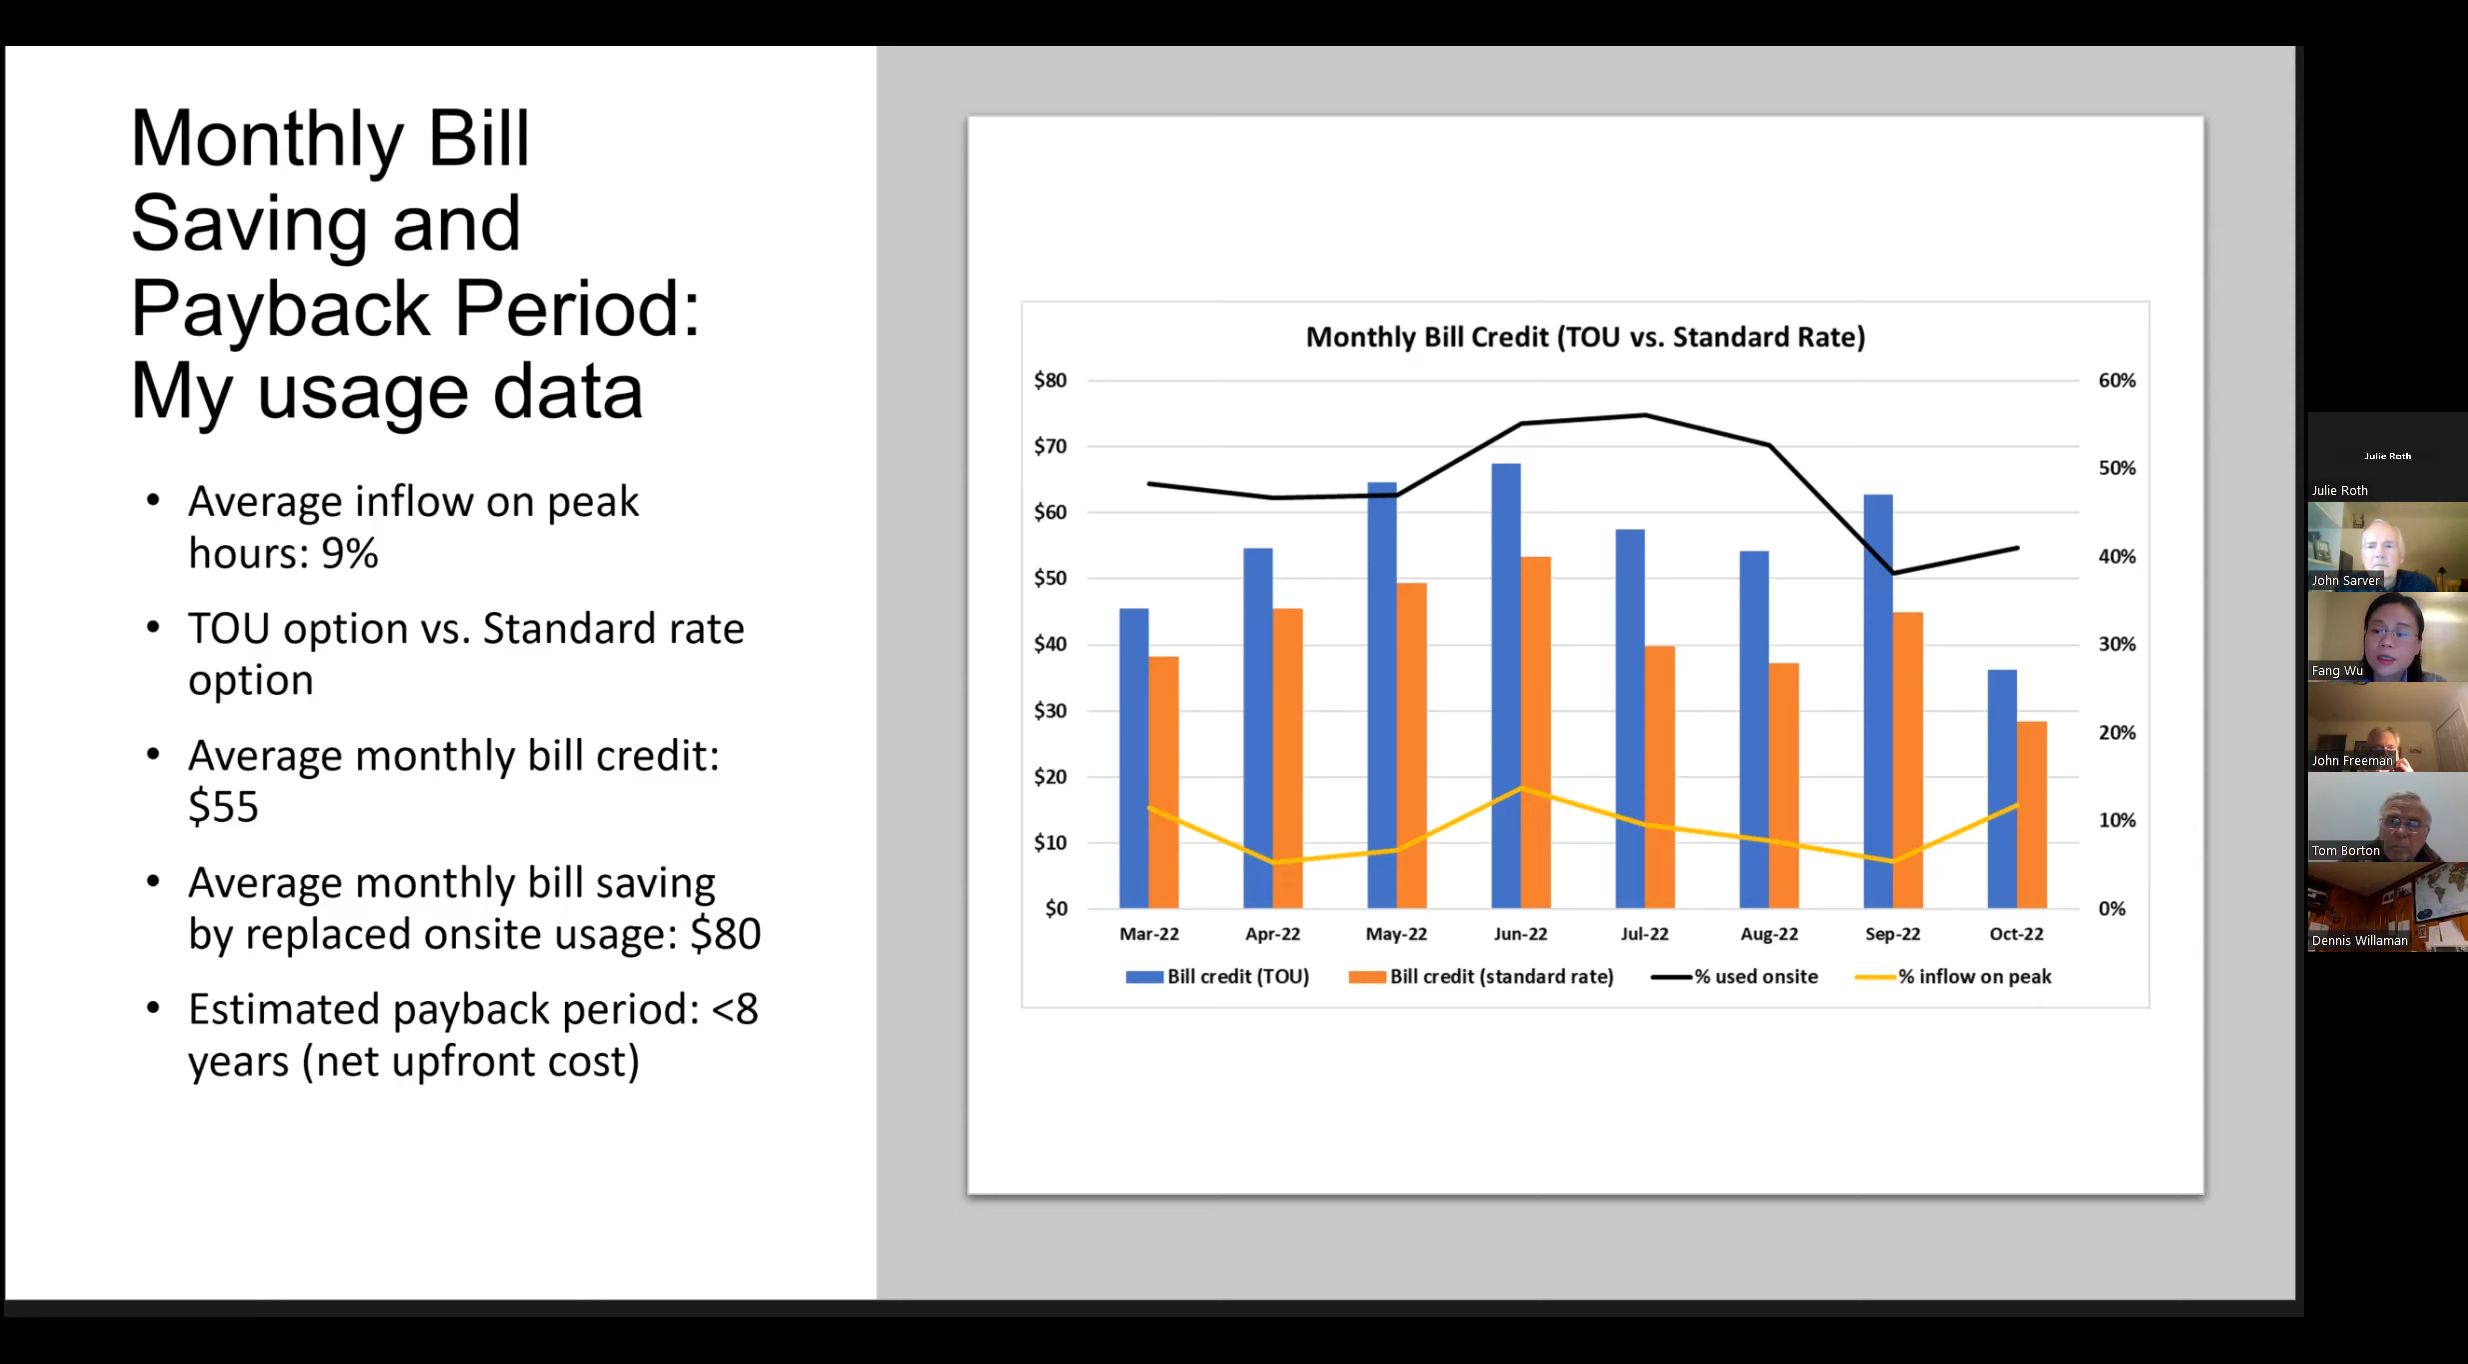 Monthly Bill
Saving and
Payback Period:
My usage data
• Average inflow on peak
hours: 9%
• TOU option vs. Standard rate
option
• Average monthly bill credit:
$55
• Average monthly bill saving
by replaced onsite usage: $80
• Estimated payback period: <8
years (net upfront cost)
Monthly Bill Credit (TOU vs. Standard Rate)
$80
$70
$60
$50
$40
$30
$20
$10
$0
60%
50%
40%
30%
20%
10%
0%
Mar-22 Apr-22 May-22 Jun-22 Jul-22 Aug-22 Sep-22 Oct-22
Bill credit (TOU) Bill credit (standard rate) % used onsite % inflow on peak
Julie Roth
Julie Roth
John Sarver
Fang Wu
John Freeman
Tom Borton
Dennis Willaman